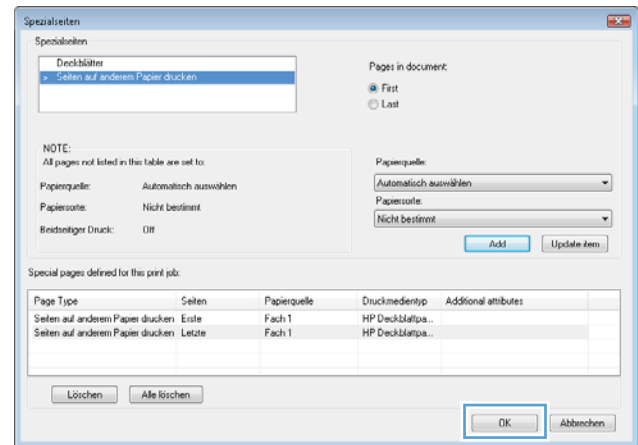 Spezialseiten
Spezialseiten
Deckblätter
» Seiten auf anderem Papier drucken
Pages in document:
First
Last
NOTE:
All pages not listed in this table are set to:
Papierquelle: Automatisch auswählen
Papiersorte: Nicht bestimmt
Beidseitiger Druck: Off
Papierquelle:
Automatisch auswählen
Papiersorte:
Nicht bestimmt
Add Update item
Special pages defined for this print job:
Page Type Seiten Papierquelle Druckmedientyp Additional attributes
Seiten auf anderem Papier drucken Erste Fach 1 HP Deckblattpa...
Seiten auf anderem Papier drucken Letzte Fach 1 HP Deckblattpa...
Löschen Alle löschen
OK Abbrechen